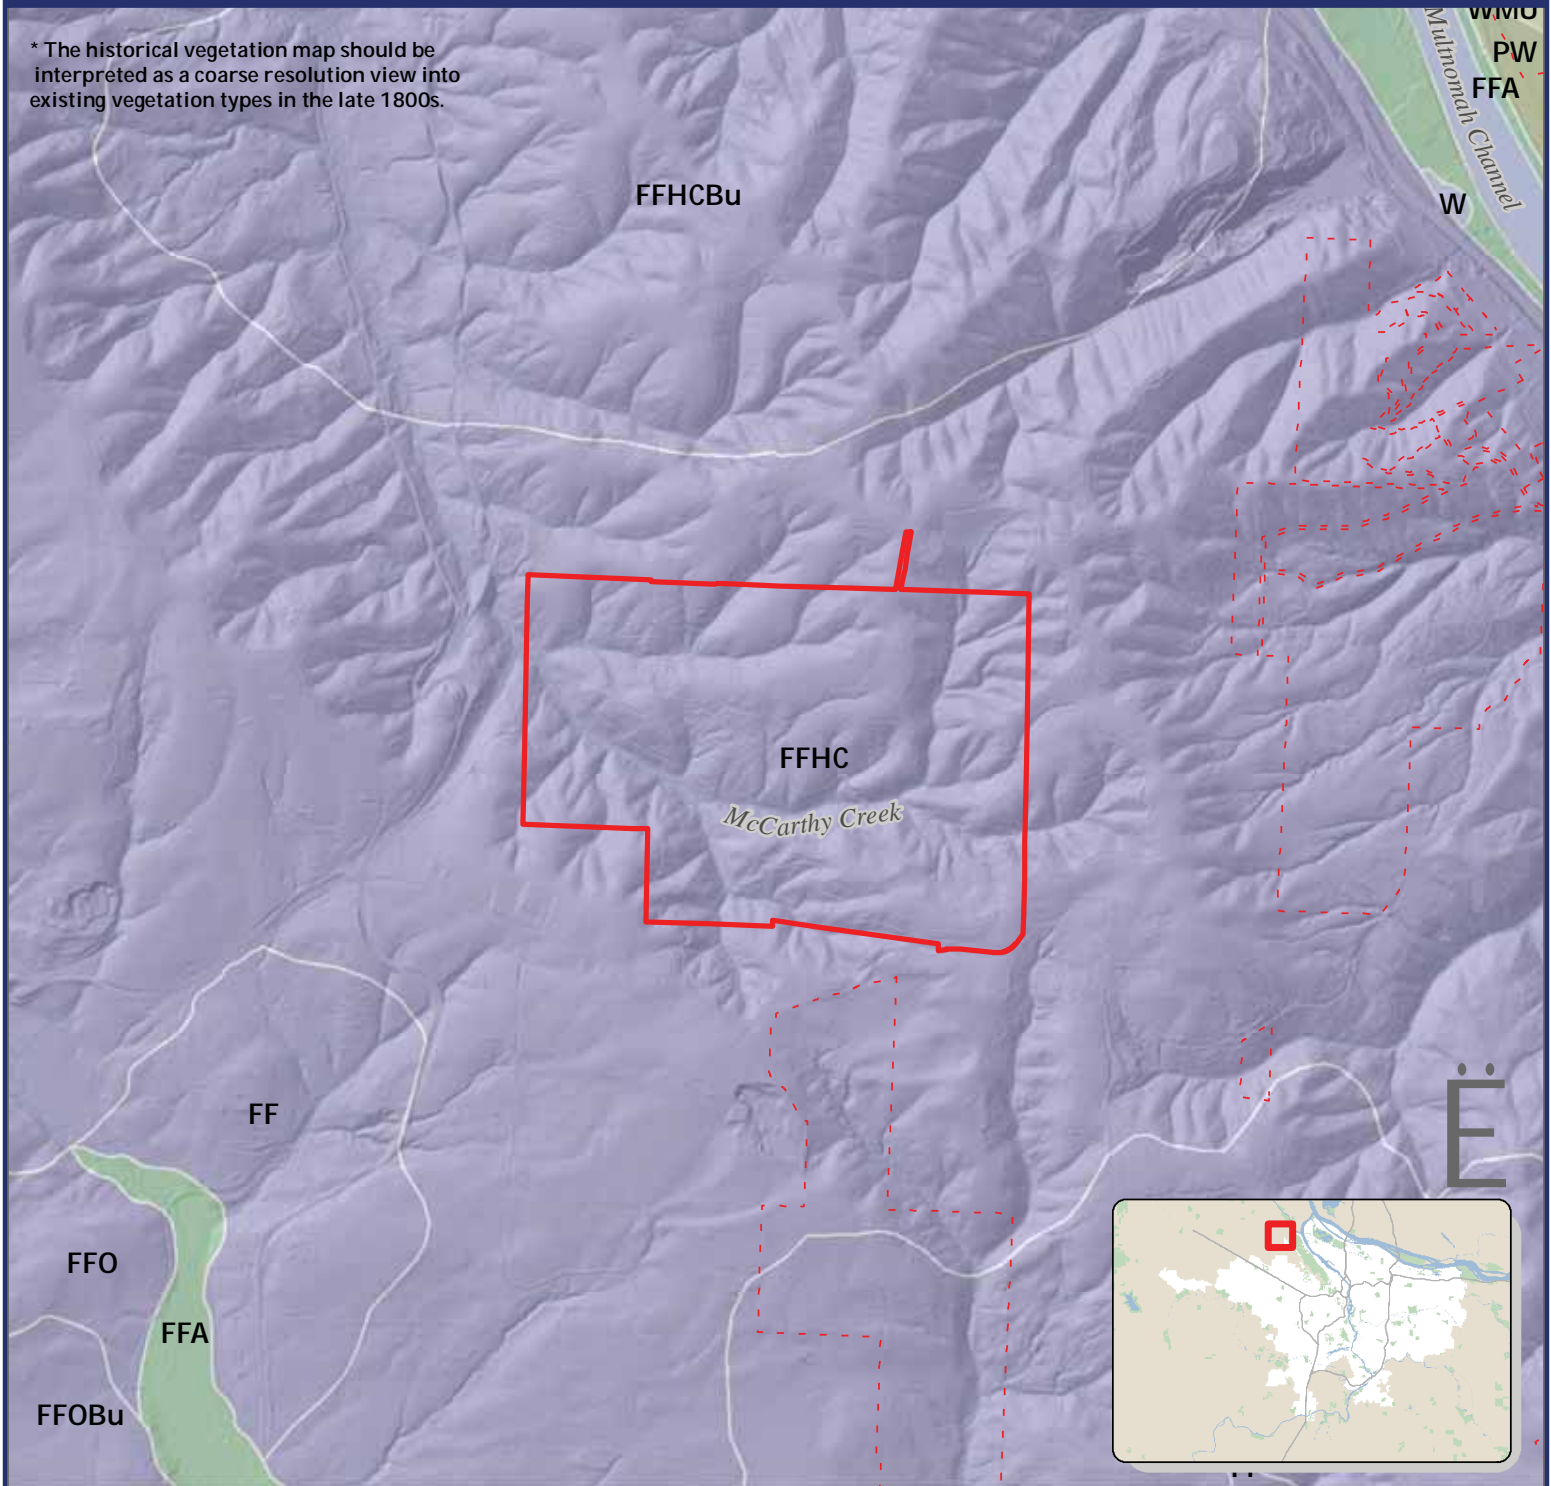 * The historical vegetation map should be
interpreted as a coarse resolution view into
existing vegetation types in the late 1800s.
WMU
PW
FFA
Multnomah Channel
FFHCBu
W
FFHC
McCarthy Creek
Ë
FF
FFO
FFA
FFOBu